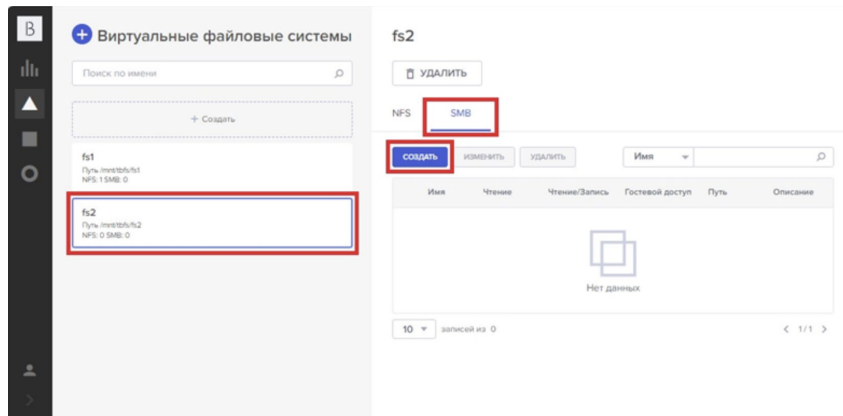 B
Виртуальные файловые системы
Поиск по имени
+ Создать
fs1
Путь /mnt/tbfs/fs1
NFS: 1 SMB: 0
fs2
Путь /mnt/tbfs/fs2
NFS: 0 SMB: 0
fs2
УДАЛИТЬ
NFS SMB
СОЗДАТЬ ИЗМЕНИТЬ УДАЛИТЬ Имя
Имя Чтение Чтение/Запись Гостевой доступ Путь Описание
Нет данных
10 записей из 0 < 1/1 >